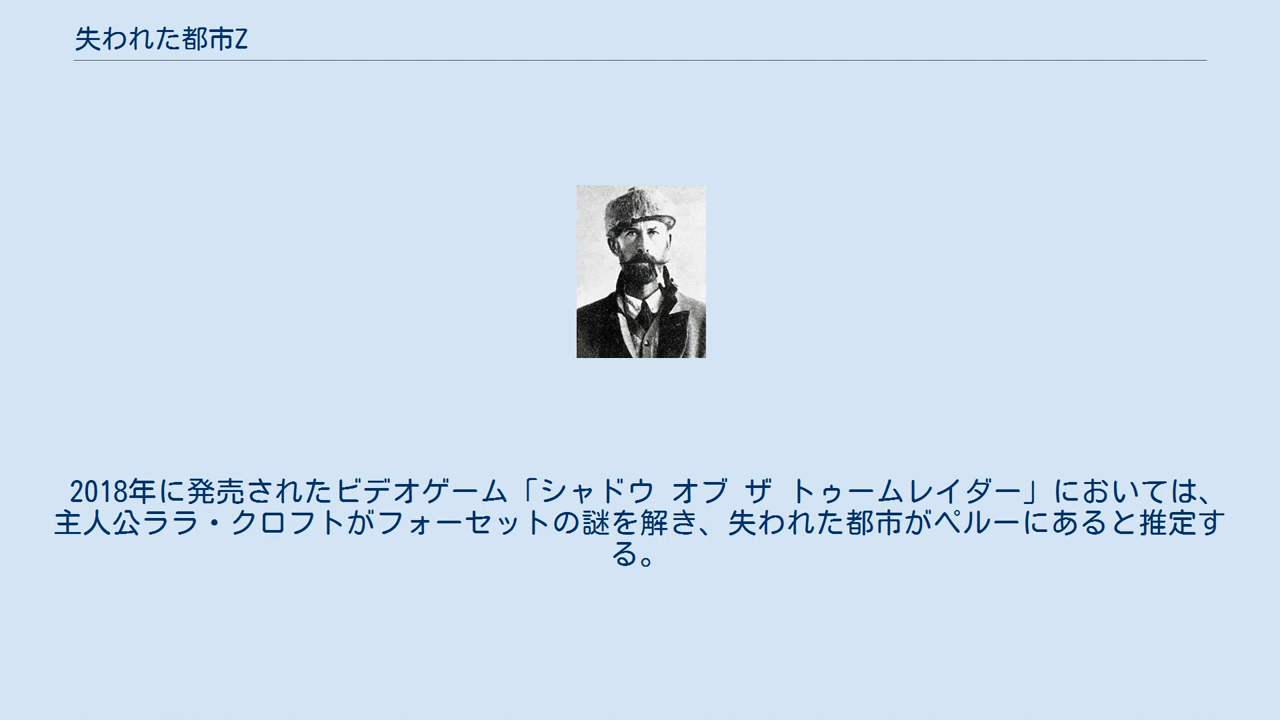 失われた都市Z
2018年に発売されたビデオゲーム「シャドウ オブ ザ トゥームレイダー」においては、
主人公ララ・クロフトがフォーセットの謎を解き、失われた都市がペルーにあると推定す
る。